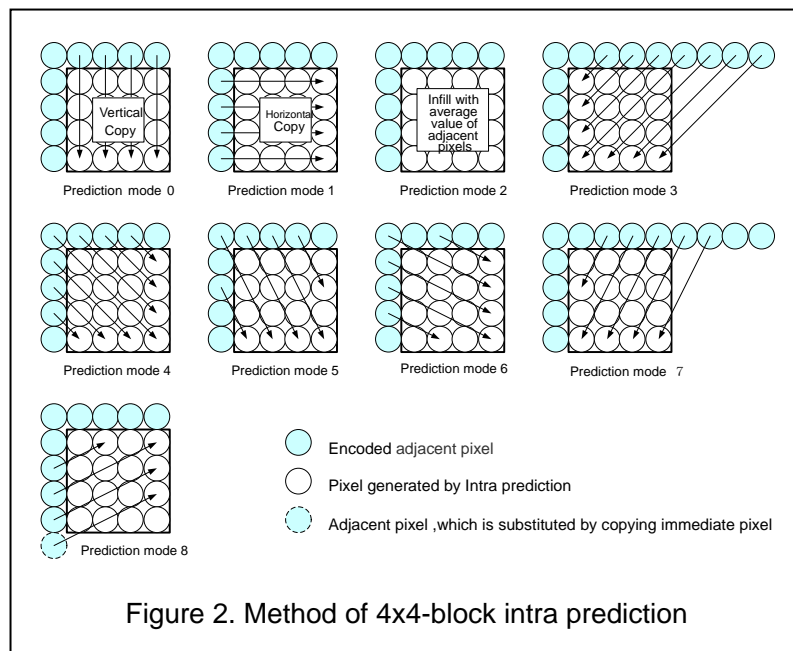 Vertical
Copy
Horizontal
Copy
Infill with
average
value of
adjacent
pixels
Prediction mode 0
Prediction mode 1
Prediction mode 2
Prediction mode 3
Prediction mode 4
Prediction mode 5
Prediction mode 6
Prediction mode 7
Prediction mode 8
Encoded adjacent pixel
Pixel generated by Intra prediction
Adjacent pixel ,which is substituted by copying immediate pixel
Figure 2. Method of 4x4-block intra prediction